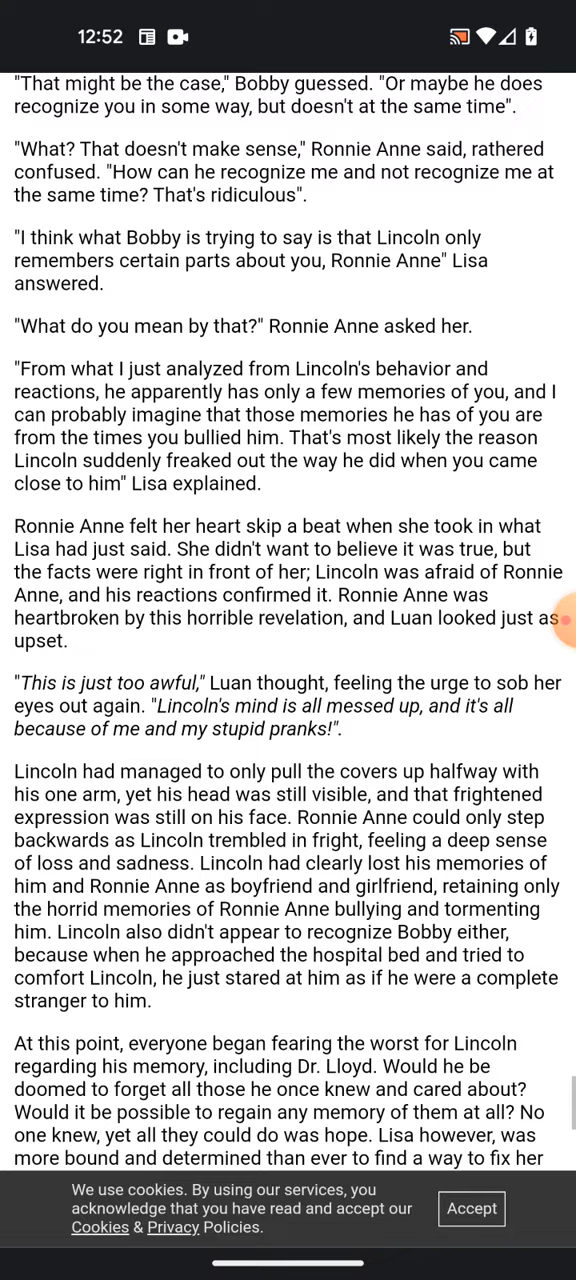 12:52
"That might be the case," Bobby guessed. "Or maybe he does
recognize you in some way, but doesn't at the same time".
"What? That doesn't make sense," Ronnie Anne said, rathered
confused. "How can he recognize me and not recognize me at
the same time? That's ridiculous".
"I think what Bobby is trying to say is that Lincoln only
remembers certain parts about you, Ronnie Anne" Lisa
answered.
"What do you mean by that?" Ronnie Anne asked her.
"From what I just analyzed from Lincoln's behavior and
reactions, he apparently has only a few memories of you, and I
can probably imagine that those memories he has of you are
from the times you bullied him. That's most likely the reason
Lincoln suddenly freaked out the way he did when you came
close to him" Lisa explained.
Ronnie Anne felt her heart skip a beat when she took in what
Lisa had just said. She didn't want to believe it was true, but
the facts were right in front of her; Lincoln was afraid of Ronnie
Anne, and his reactions confirmed it. Ronnie Anne was
heartbroken by this horrible revelation, and Luan looked just as
upset.
"This is just too awful," Luan thought, feeling the urge to sob her
eyes out again. "Lincoln's mind is all messed up, and it's all
because of me and my stupid pranks!".
Lincoln had managed to only pull the covers up halfway with
his one arm, yet his head was still visible, and that frightened
expression was still on his face. Ronnie Anne could only step
backwards as Lincoln trembled in fright, feeling a deep sense
of loss and sadness. Lincoln had clearly lost his memories of
him and Ronnie Anne as boyfriend and girlfriend, retaining only
the horrid memories of Ronnie Anne bullying and tormenting
him. Lincoln also didn't appear to recognize Bobby either,
because when he approached the hospital bed and tried to
comfort Lincoln, he just stared at him as if he were a complete
stranger to him.
At this point, everyone began fearing the worst for Lincoln
regarding his memory, including Dr. Lloyd. Would he be
doomed to forget all those he once knew and cared about?
Would it be possible to regain any memory of them at all? No
one knew, yet all they could do was hope. Lisa however, was
more bound and determined than ever to find a way to fix her
We use cookies. By using our services, you
acknowledge that you have read and accept our
Cookies & Privacy Policies.
Accept